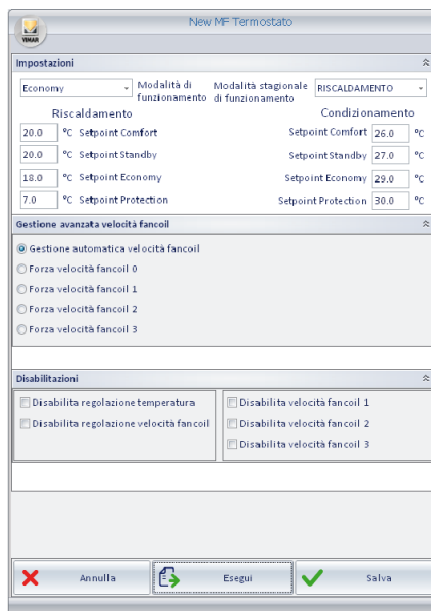 New MF Termostato
VIMAR
Impostazioni
Economy Modalità di funzionamento Modalità stagionale di funzionamento RISCALDAMENTO
Riscaldamento Condizionamento
20.0 °C Setpoint Comfort Setpoint Comfort 26.0 °C
20.0 °C Setpoint Standby Setpoint Standby 27.0 °C
18.0 °C Setpoint Economy Setpoint Economy 29.0 °C
7.0 °C Setpoint Protection Setpoint Protection 30.0 °C
Gestione avanzata velocità fancoil
Gestione automatica velocità fancoil
Forza velocità fancoil 0
Forza velocità fancoil 1
Forza velocità fancoil 2
Forza velocità fancoil 3
Disabilitazioni
Disabilita regolazione temperatura Disabilita velocità fancoil 1
Disabilita regolazione velocità fancoil Disabilita velocità fancoil 2
Disabilita velocità fancoil 3
Annulla Esegui Salva